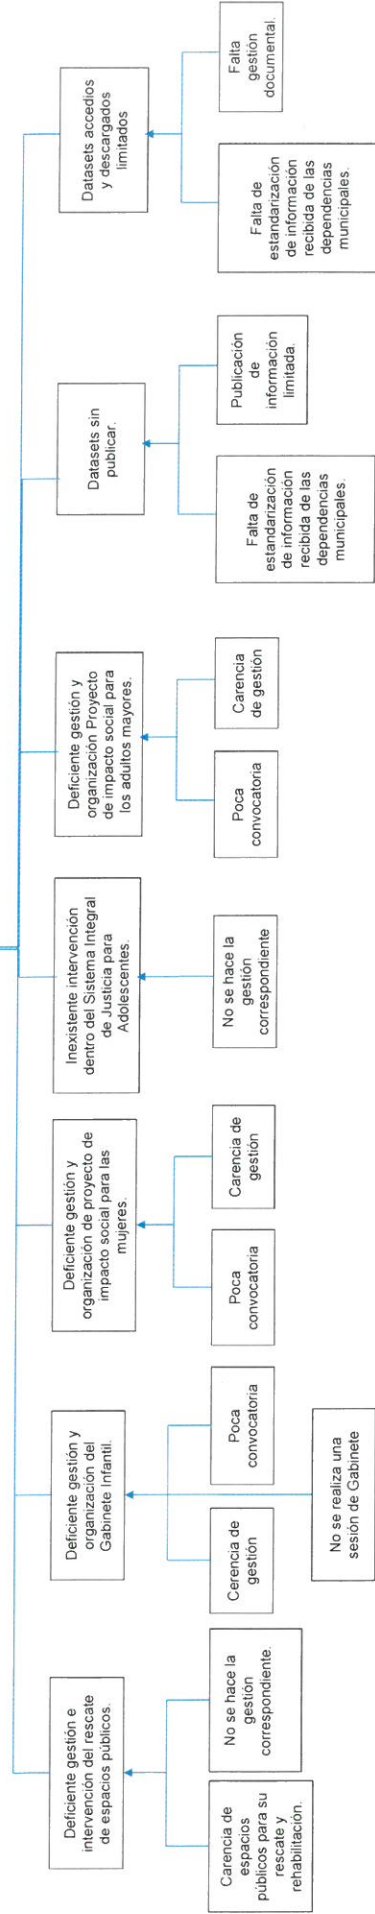 Deficiente gestión e
intervención del rescate
de espacios públicos.
Carencia de
espacios
públicos para su
rescate y
rehabilitación.
No se hace la
gestión
correspondiente.
Deficiente gestión y
organización del
Gabinete Infantil.
Cerencia de
gestión
Poca
convocatoria
No se realiza una
sesión de Gabinete
Deficiente gestión y
organización de proyecto de
impacto social para las
mujeres.
Poca
convocatoria
Carencia de
gestión
Inexistente intervención
dentro del Sistema Integral
de Justicia para
Adolescentes.
No se hace la
gestión
correspondiente
Deficiente gestión y
organización Proyecto
de impacto social para
los adultos mayores.
Poca
convocatoria
Carencia
de gestión
Datasets sin
publicar.
Falta de
estandarización
de información
recibida de las
dependencias
municipales.
Publicación
de
información
limitada.
Datasets accedios
y descargados
limitados
Falta de
estandarización
de información
recibida de las
dependencias
municipales.
Falta
gestión
documental.